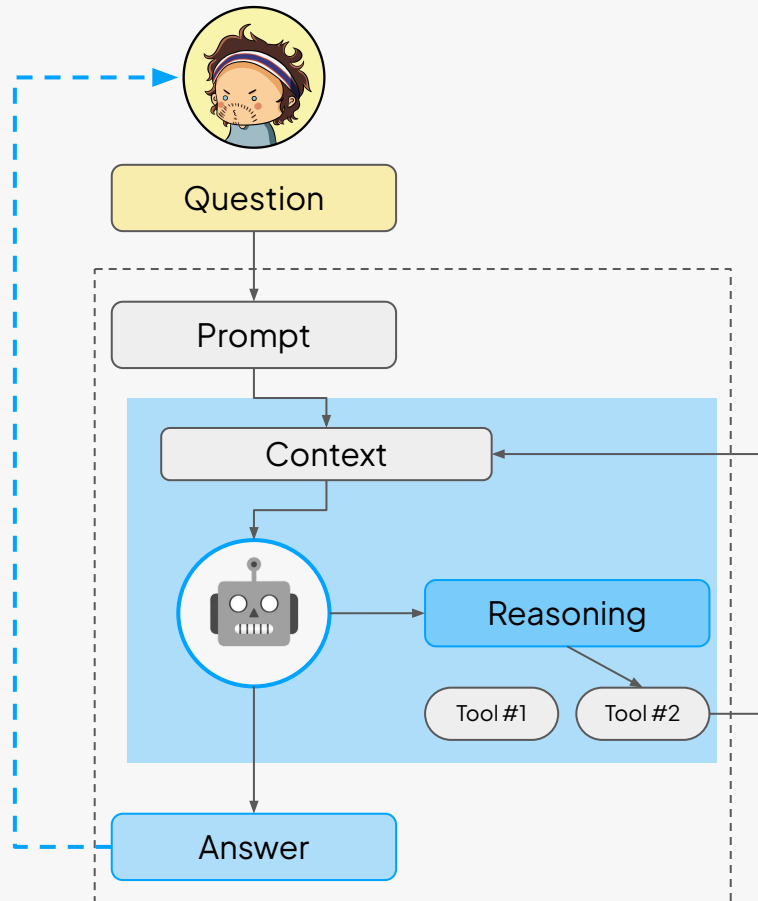 Question
Prompt
Context
Reasoning
Tool #1
Tool #2
Answer